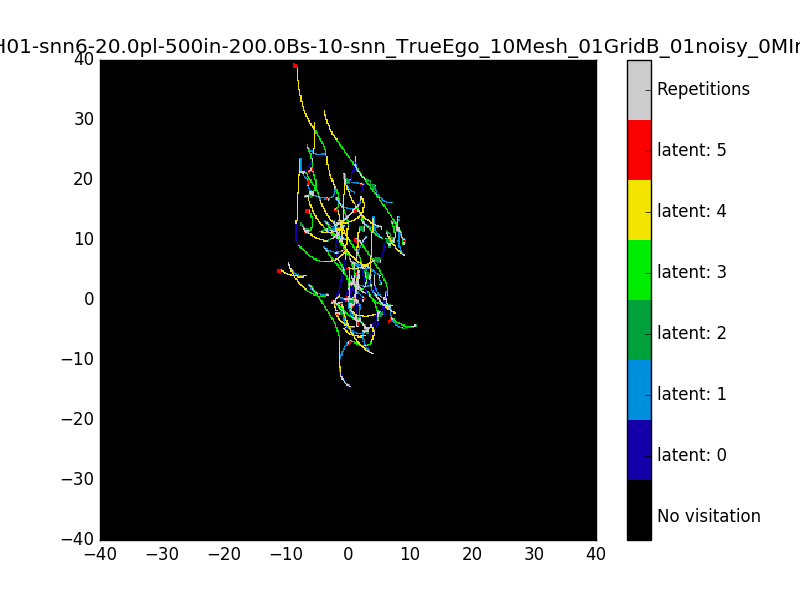 H01-snn6-20.0pl-500in-200.0Bs-10-snn_TrueEgo_10Mesh_01GridB_01noisy_0MIn
40
30
20
10
0
−10
−20
−30
−40
−40 −30 −20 −10 0 10 20 30 40
Repetitions
latent: 5
latent: 4
latent: 3
latent: 2
latent: 1
latent: 0
No visitation